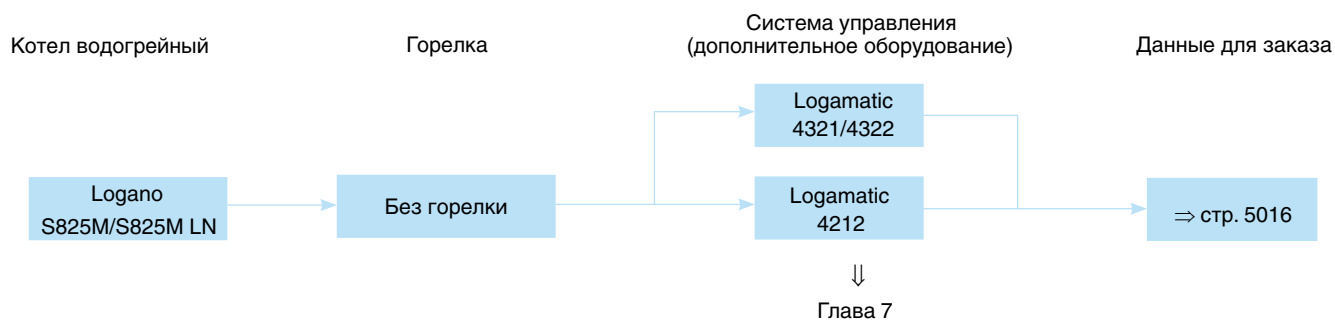 Котел водогрейный
Горелка
Система управления
(дополнительное оборудование)
Данные для заказа
Logamatic
4321/4322
Logano
S825M/S825M LN
Без горелки
Logamatic
4212
⇒ стр. 5016
⇓
Глава 7